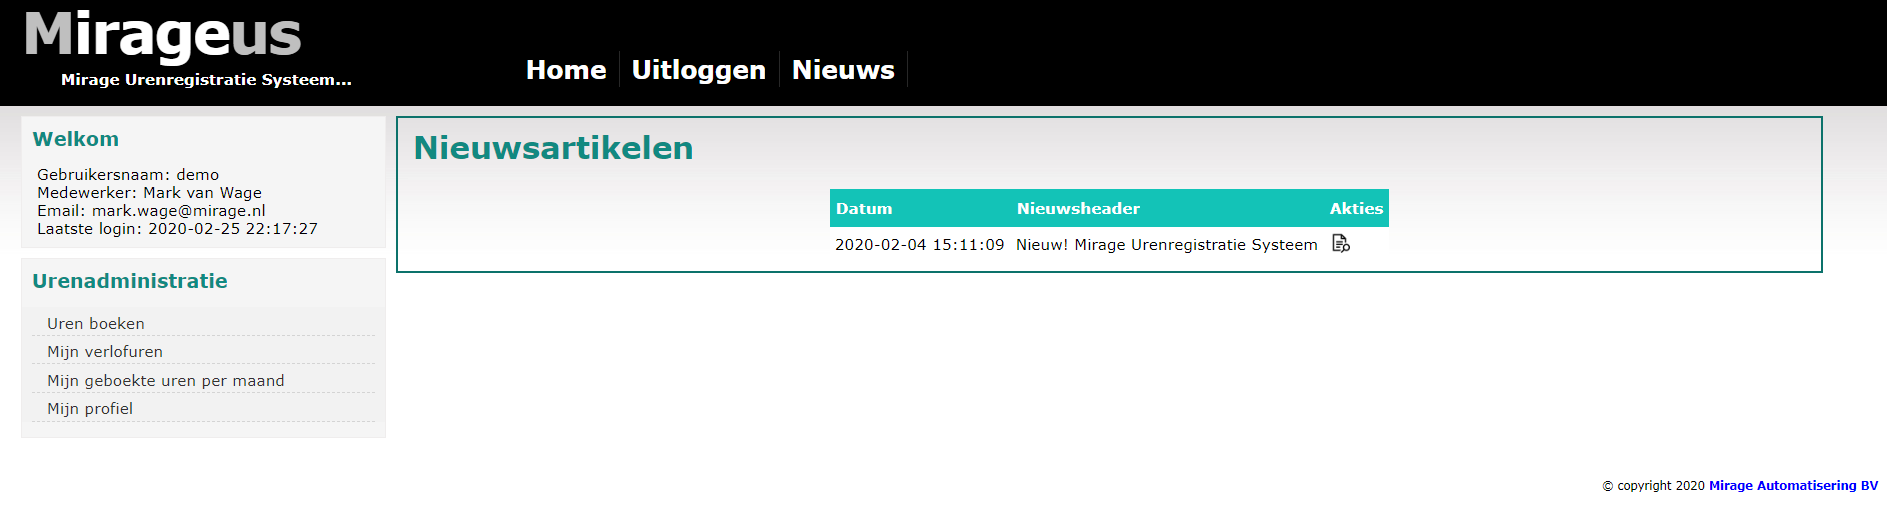 Mirageus
Mirage Urenregistratie Systeem...
Home Uitloggen Nieuws
Welkom
Gebruikersnaam: demo
Medewerker: Mark van Wage
Email: mark.wage@mirage.nl
Laatste login: 2020-02-25 22:17:27
Urenadministratie
Uren boeken
Mijn verlofuren
Mijn geboekte uren per maand
Mijn profiel
Nieuwsartikelen
Datum Nieuwsheader Akties
2020-02-04 15:11:09 Nieuw! Mirage Urenregistratie Systeem
© copyright 2020 Mirage Automatisering BV